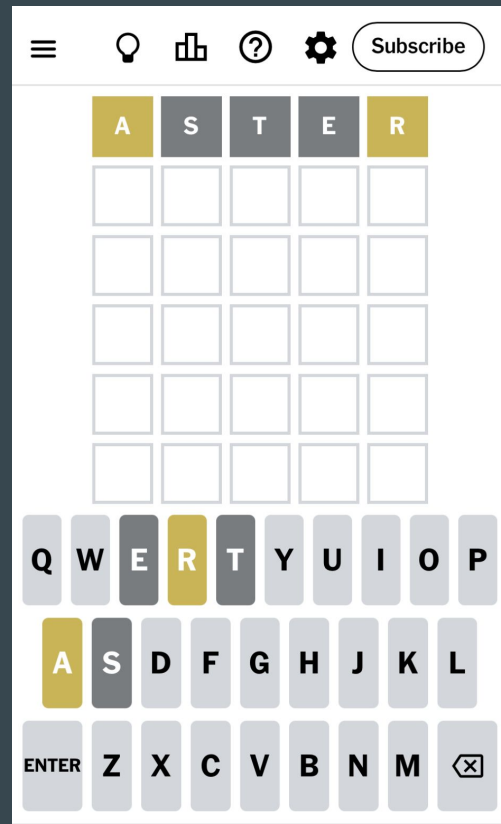 Subscribe
A S T E R
Q W E R T Y U I O P
A S D F G H J K L
ENTER Z X C V B N M